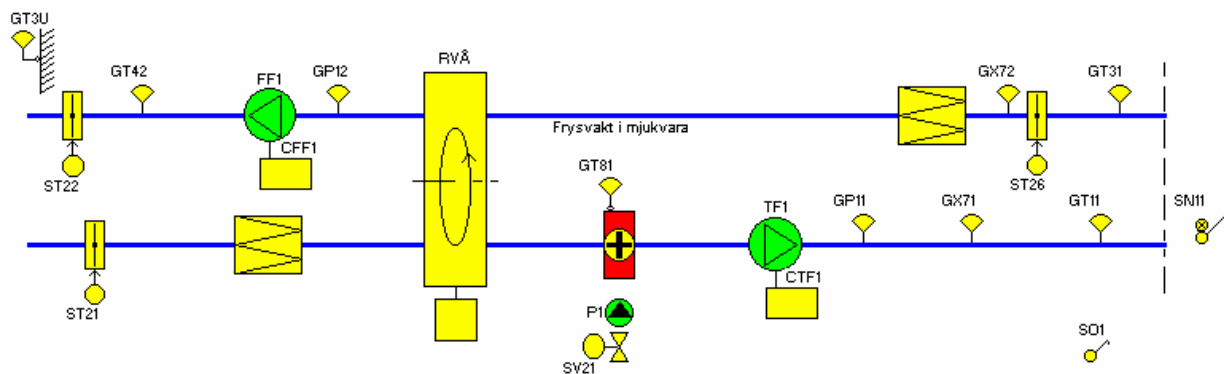 GT3U
GT42
FF1
GP12
RVÅ
GX72
GT31
Frysvakt i mjukvara
CFF1
ST22
GT81
ST26
TF1
GP11
GX71
GT11
SN11
CTF1
ST21
P1
SV21
SO1